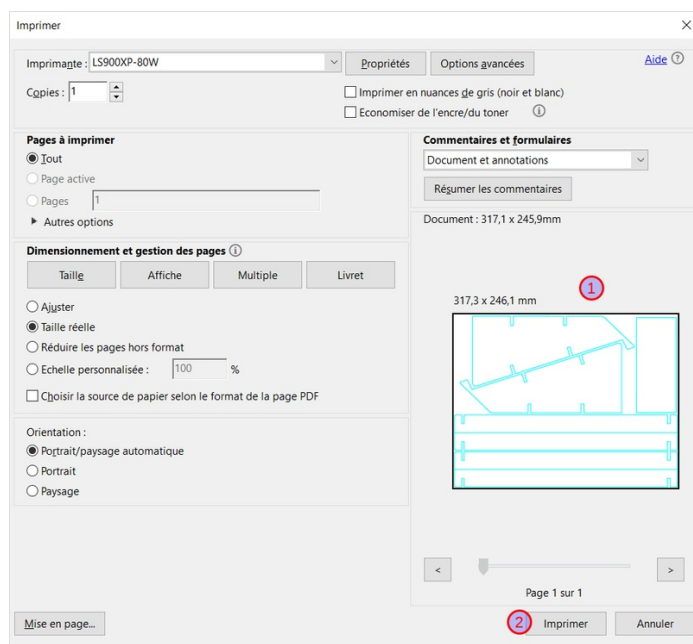 Imprimer
Imprimante : LS900XP-80W Propriétés Options avancées Aide
Copies : 1 Imprimer en nuances de gris (noir et blanc)
Economiser de l'encre/du toner
Pages à imprimer
Tout
Page active
Pages 1
Autres options
Commentaires et formulaires
Document et annotations
Résumer les commentaires
Document : 317,1 x 245,9mm
Dimensionnement et gestion des pages
Taille Affiche Multiple Livret
Ajuster
Taille réelle
Réduire les pages hors format
Echelle personnalisée : 100 %
Choisir la source de papier selon le format de la page PDF
Orientation :
Portrait/paysage automatique
Portrait
Paysage
1
317,3 x 246,1 mm
< >
Page 1 sur 1
Mise en page... 2 Imprimer Annuler